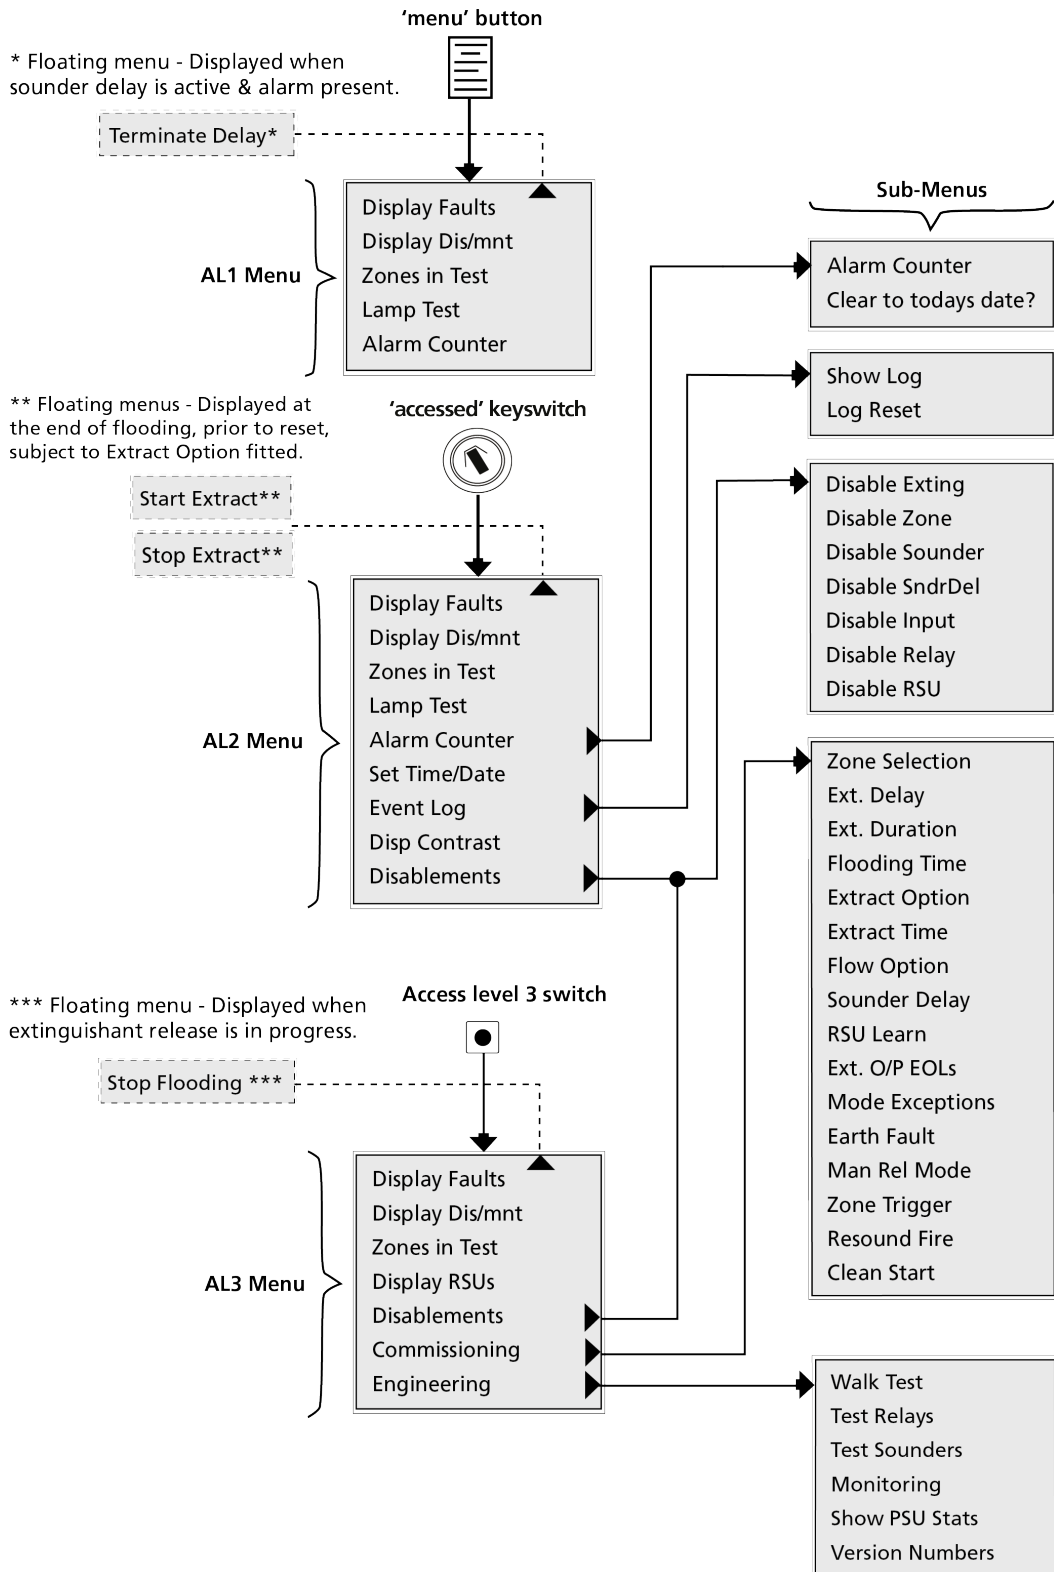 ‘menu’ button
* Floating menu - Displayed when
sounder delay is active & alarm present.
Terminate Delay*
AL1 Menu
Display Faults
Display Dis/mnt
Zones in Test
Lamp Test
Alarm Counter
** Floating menus - Displayed at
the end of flooding, prior to reset,
subject to Extract Option fitted.
‘accessed’ keyswitch
Start Extract**
Stop Extract**
AL2 Menu
Display Faults
Display Dis/mnt
Zones in Test
Lamp Test
Alarm Counter
Set Time/Date
Event Log
Disp Contrast
Disablements
*** Floating menu - Displayed when
extinguishant release is in progress.
Access level 3 switch
Stop Flooding ***
AL3 Menu
Display Faults
Display Dis/mnt
Zones in Test
Display RSUs
Disablements
Commissioning
Engineering
Sub-Menus
Alarm Counter
Clear to todays date?
Show Log
Log Reset
Disable Exting
Disable Zone
Disable Sounder
Disable SndrDel
Disable Input
Disable Relay
Disable RSU
Zone Selection
Ext. Delay
Ext. Duration
Flooding Time
Extract Option
Extract Time
Flow Option
Sounder Delay
RSU Learn
Ext. O/P EOLs
Mode Exceptions
Earth Fault
Man Rel Mode
Zone Trigger
Resound Fire
Clean Start
Walk Test
Test Relays
Test Sounders
Monitoring
Show PSU Stats
Version Numbers